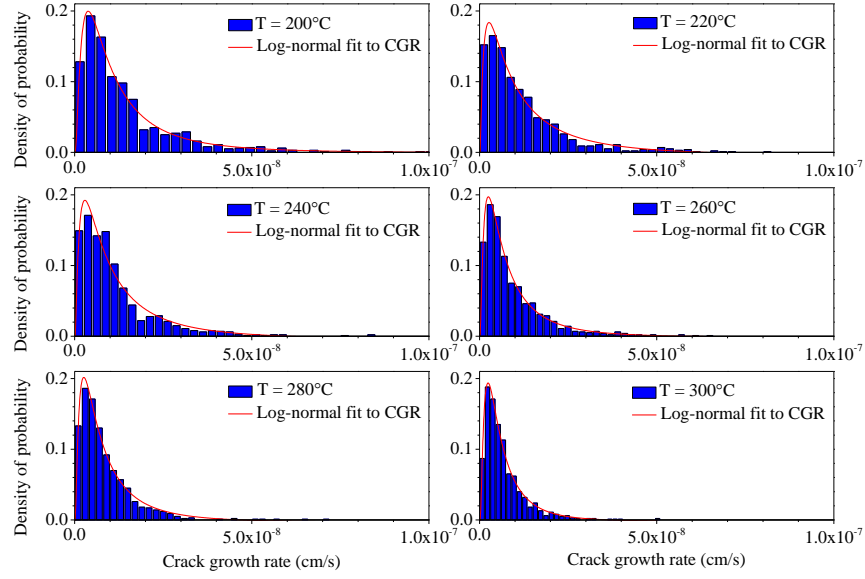 Density of probability
0.2
0.1
0.0
T = 200°C
Log-normal fit to CGR
0.0
5.0x10-8
1.0x10-7
T = 220°C
Log-normal fit to CGR
0.2
0.1
0.0
0.0
5.0x10-8
1.0x10-7
Density of probability
0.2
0.1
0.0
T = 240°C
Log-normal fit to CGR
0.0
5.0x10-8
1.0x10-7
0.2
0.1
0.0
T = 260°C
Log-normal fit to CGR
0.0
5.0x10-8
1.0x10-7
Density of probability
0.2
0.1
0.0
T = 280°C
Log-normal fit to CGR
0.0
5.0x10-8
1.0x10-7
Crack growth rate (cm/s)
0.2
0.1
0.0
T = 300°C
Log-normal fit to CGR
0.0
5.0x10-8
1.0x10-7
Crack growth rate (cm/s)